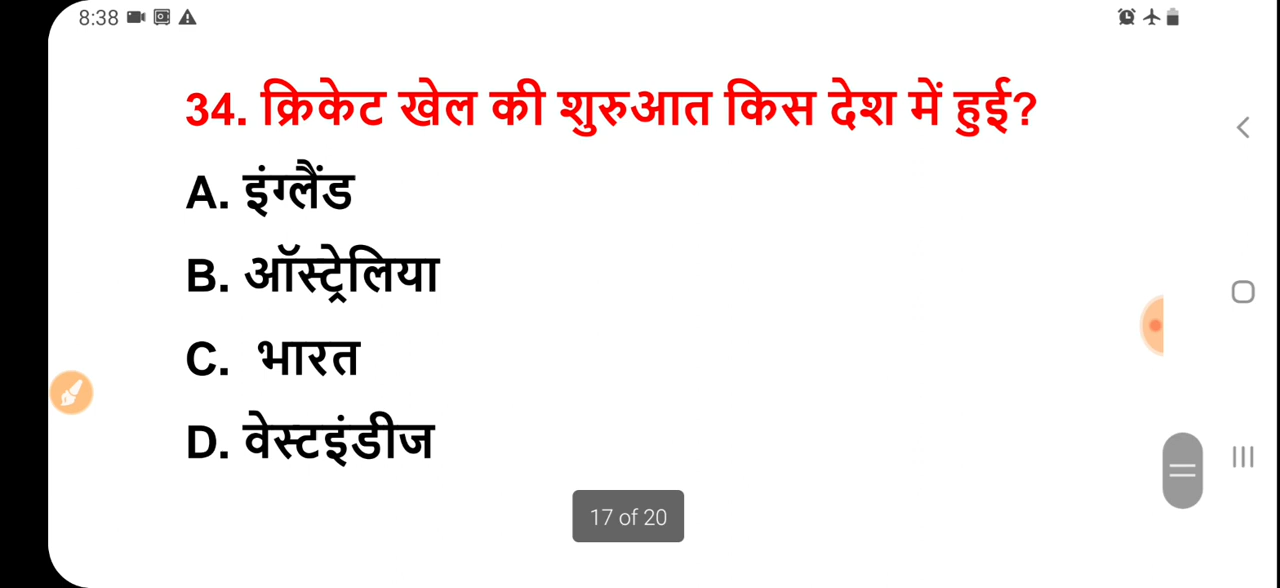 8:38
34. क्रिकेट खेल की शुरुआत किस देश में हुई?
A. इंग्लैंड
B. ऑस्ट्रेलिया
C. भारत
D. वेस्टइंडीज
17 of 20